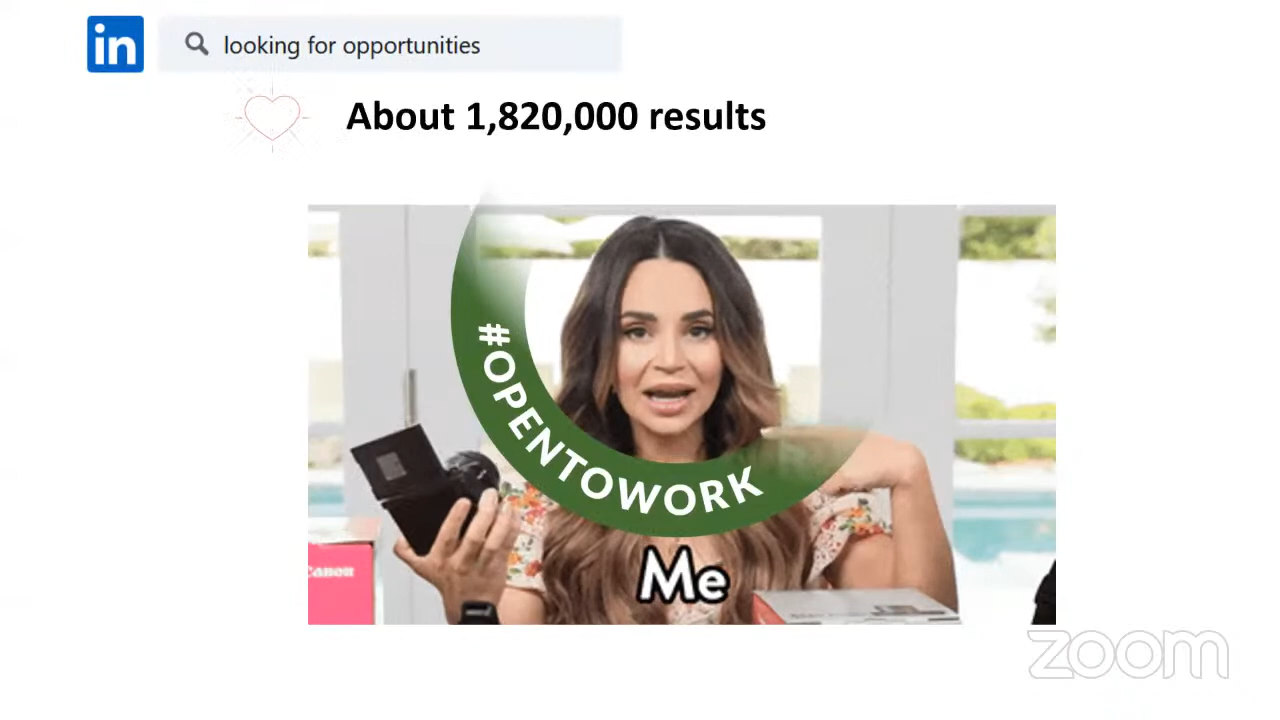 in
looking for opportunities
About 1,820,000 results
#OPENTOWORK
Canon
Me
zoom